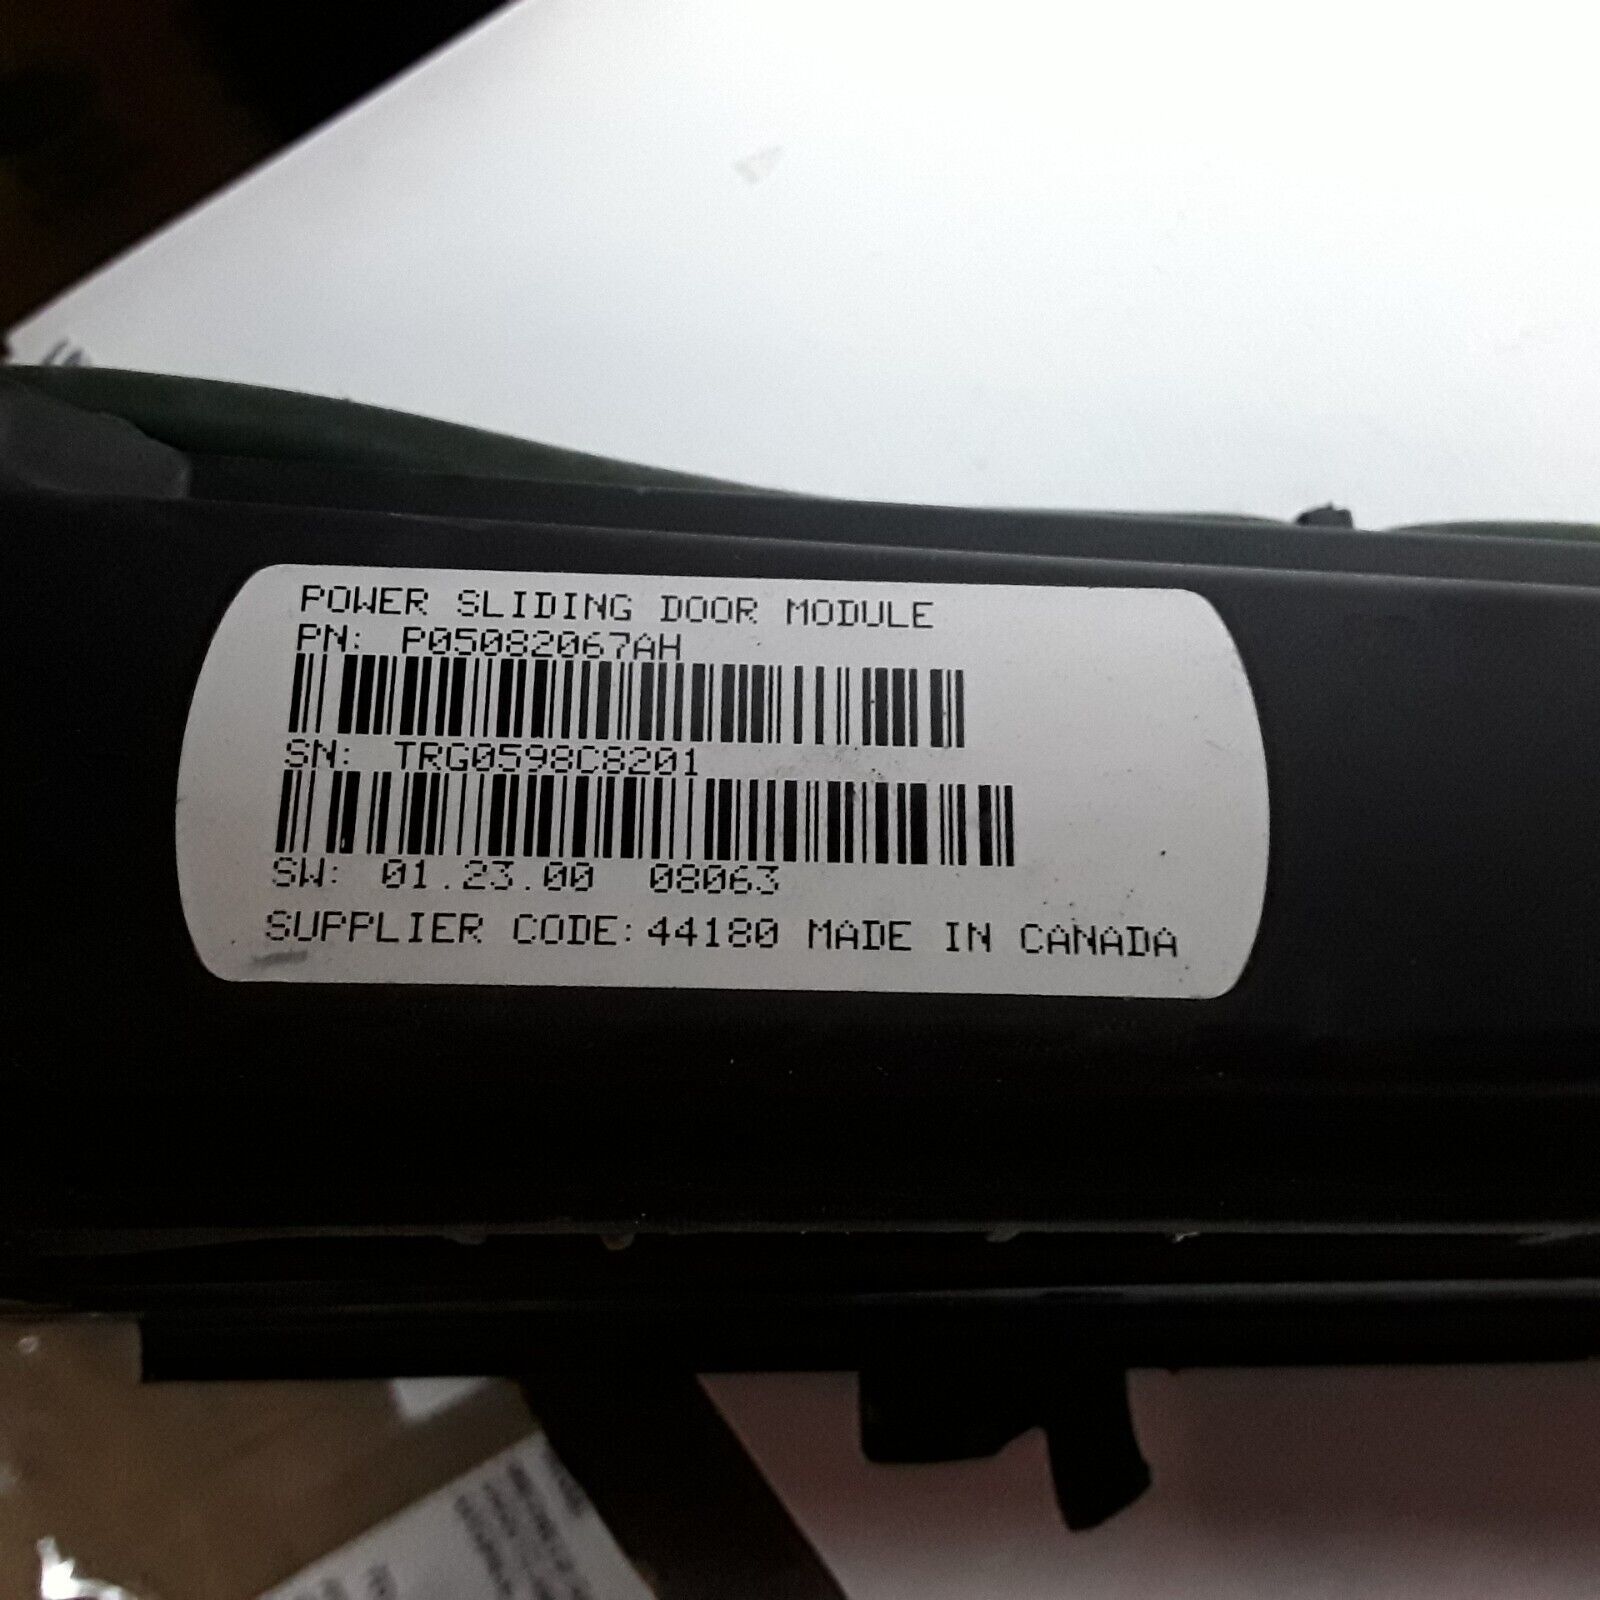 POWER SLIDING DOOR MODULE
PN: P05082067AH
SN: TRG0598C8201
SW: 01.23.00 08063
SUPPLIER CODE: 44180 MADE IN CANADA